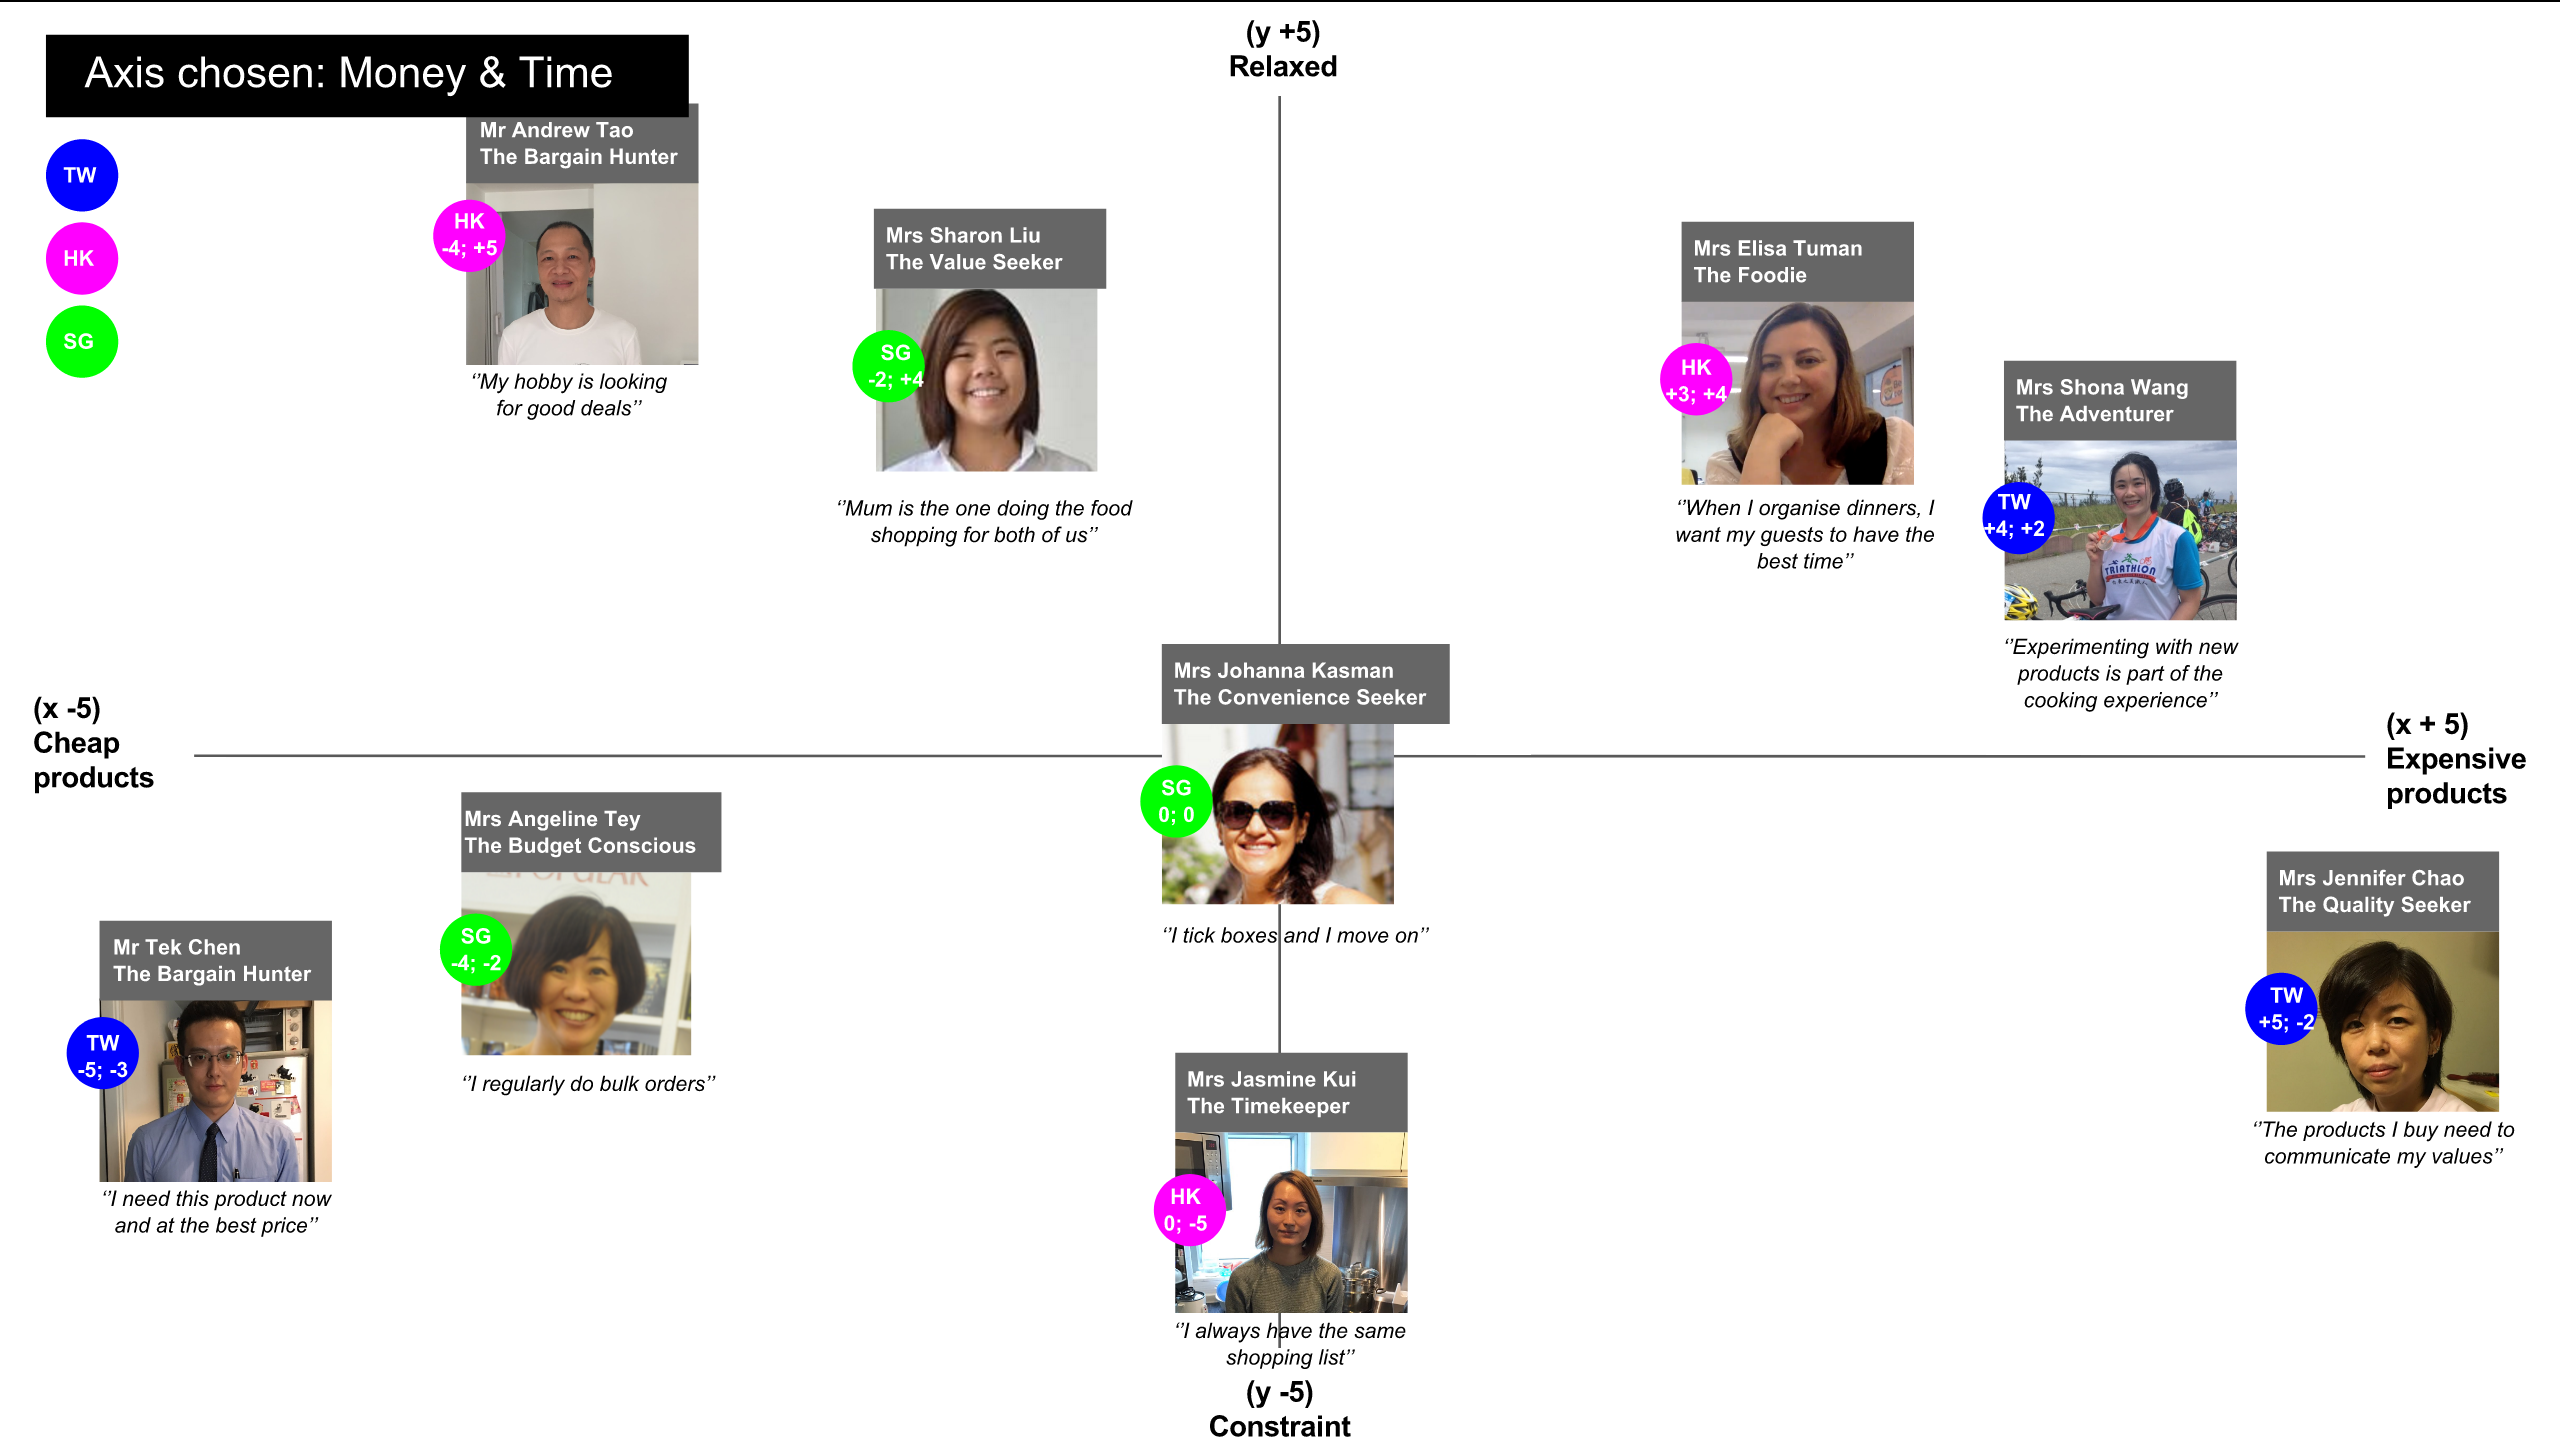 (y +5)
Relaxed
Axis chosen: Money & Time
TW
HK
SG
Mr Andrew Tao
The Bargain Hunter
HK
-4; +5
‘’My hobby is looking
for good deals’’
Mrs Sharon Liu
The Value Seeker
SG
-2; +4
‘’Mum is the one doing the food
shopping for both of us’’
Mrs Elisa Tuman
The Foodie
HK
+3; +4
‘’When I organise dinners, I
want my guests to have the
best time’’
Mrs Shona Wang
The Adventurer
TW
+4; +2
TRIATHLON
‘’Experimenting with new
products is part of the
cooking experience’’
(x -5)
Cheap
products
Mrs Johanna Kasman
The Convenience Seeker
SG
0; 0
‘’I tick boxes and I move on’’
(x + 5)
Expensive
products
Mrs Angeline Tey
The Budget Conscious
POPULAR
SG
-4; -2
‘’I regularly do bulk orders’’
Mr Tek Chen
The Bargain Hunter
TW
-5; -3
‘’I need this product now
and at the best price’’
Mrs Jennifer Chao
The Quality Seeker
TW
+5; -2
‘’The products I buy need to
communicate my values’’
Mrs Jasmine Kui
The Timekeeper
HK
0; -5
‘’I always have the same
shopping list’’
(y -5)
Constraint